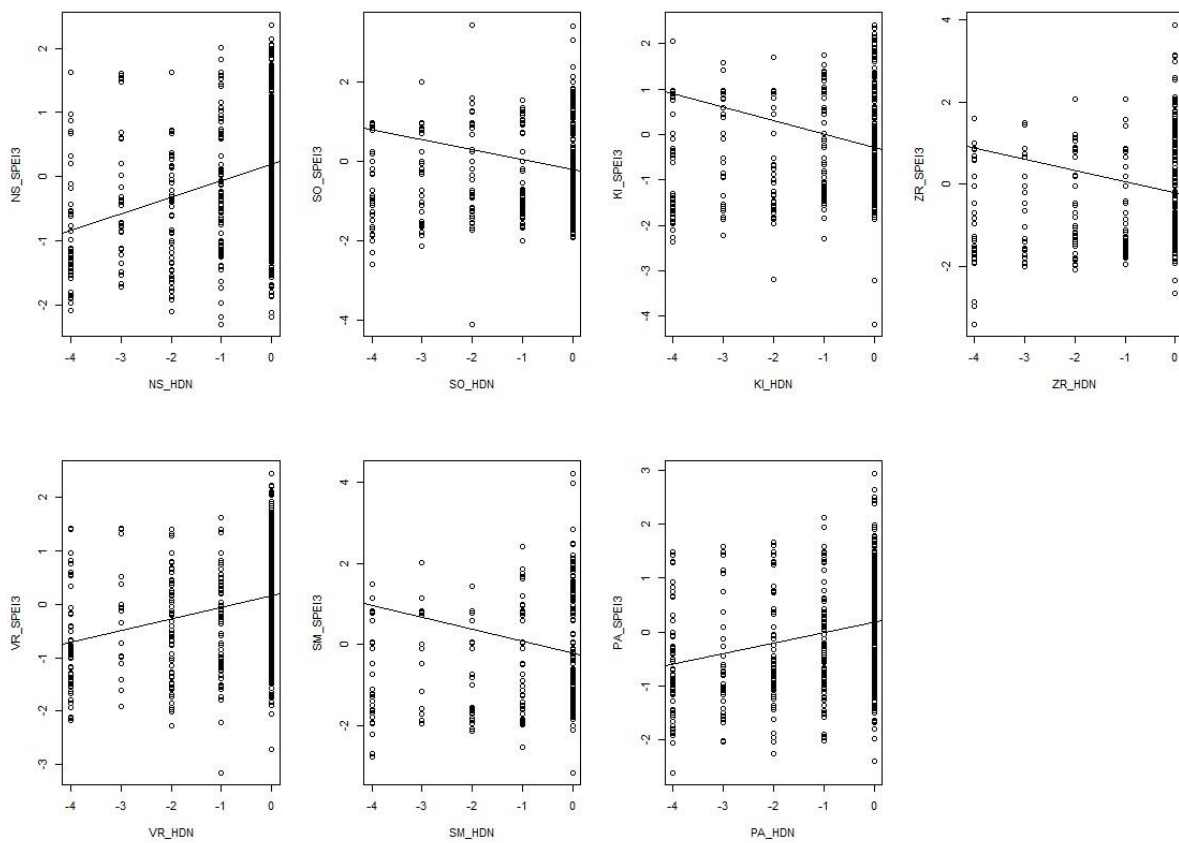 NS_SPEI3
2
1
0
-1
-2
-4 -3 -2 -1 0
NS_HDN
SO_SPEI3
2
0
-2
-4
-4 -3 -2 -1 0
SO_HDN
KI_SPEI3
2
1
0
-1
-2
-3
-4
-4 -3 -2 -1 0
KI_HDN
ZR_SPEI3
4
2
0
-2
-4 -3 -2 -1 0
ZR_HDN
VR_SPEI3
2
1
0
-1
-2
-3
-4 -3 -2 -1 0
VR_HDN
SM_SPEI3
4
2
0
-2
-4 -3 -2 -1 0
SM_HDN
PA_SPEI3
3
2
1
0
-1
-2
-4 -3 -2 -1 0
PA_HDN